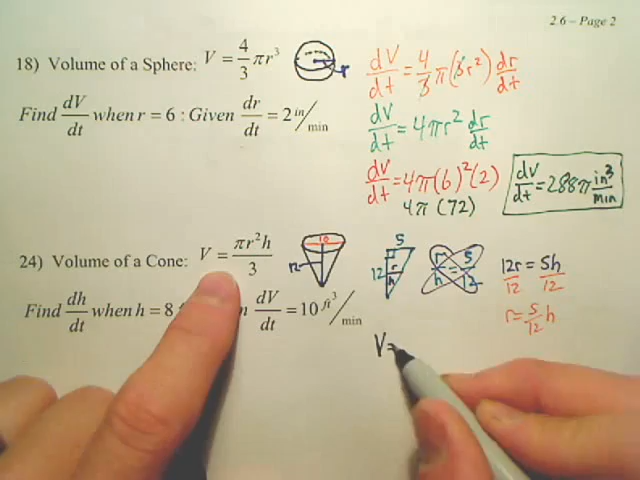 2.6 – Page 2
18) Volume of a Sphere: V = 4/3 πr³
r
dV/dt = 4/3 π(3r²) dr/dt
Find dV/dt when r = 6 : Given dr/dt = 2 in/min
dV/dt = 4πr² dr/dt
dV/dt = 4π(6)²(2)
4π (72)
dV/dt = 288π in³/min
24) Volume of a Cone: V = πr²h/3
10
12
5
12
r
h
r/h = 5/12
12r/12 = 5h/12
r = 5/12 h
Find dh/dt when h = 8 dV/dt = 10 ft³/min
V=